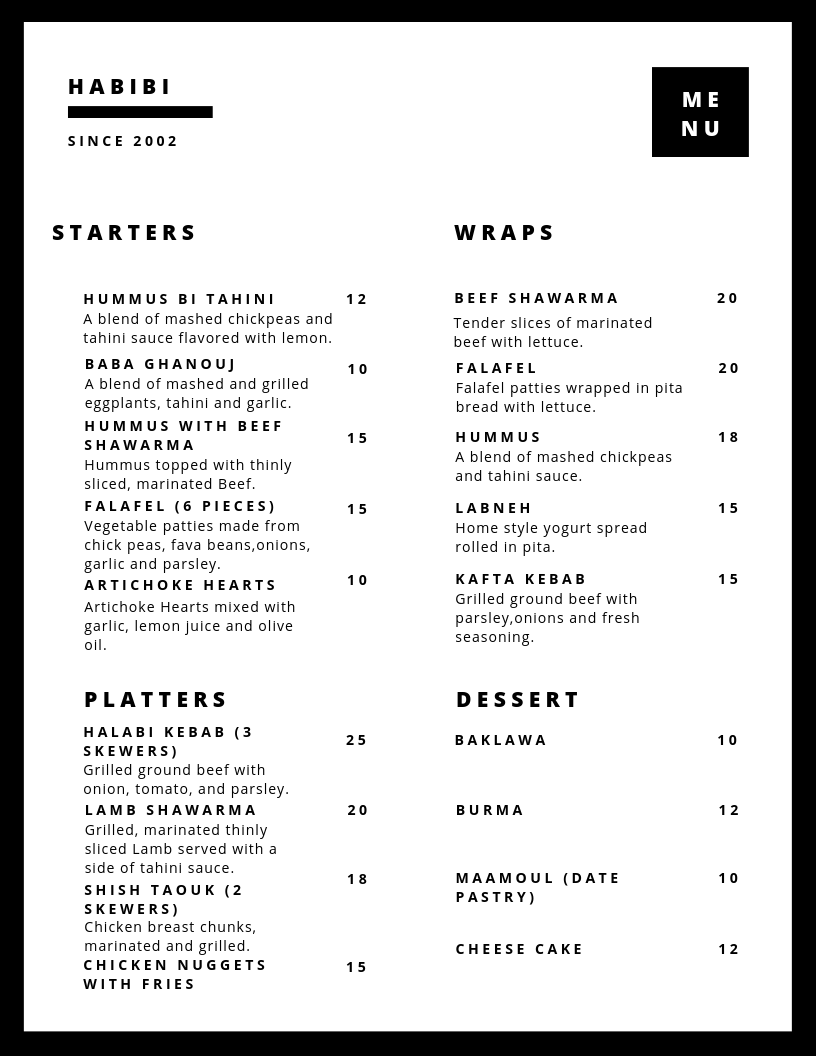 HABIBI
SINCE 2002
ME
NU
STARTERS
HUMMUS BI TAHINI 12
A blend of mashed chickpeas and
tahini sauce flavored with lemon.
BABA GHANOUJ 10
A blend of mashed and grilled
eggplants, tahini and garlic.
HUMMUS WITH BEEF
SHAWARMA 15
Hummus topped with thinly
sliced, marinated Beef.
FALAFEL (6 PIECES) 15
Vegetable patties made from
chick peas, fava beans,onions,
garlic and parsley.
ARTICHOKE HEARTS 10
Artichoke Hearts mixed with
garlic, lemon juice and olive
oil.
WRAPS
BEEF SHAWARMA 20
Tender slices of marinated
beef with lettuce.
FALAFEL 20
Falafel patties wrapped in pita
bread with lettuce.
HUMMUS 18
A blend of mashed chickpeas
and tahini sauce.
LABNEH 15
Home style yogurt spread
rolled in pita.
KAFTA KEBAB 15
Grilled ground beef with
parsley,onions and fresh
seasoning.
PLATTERS
HALABI KEBAB (3
SKEWERS) 25
Grilled ground beef with
onion, tomato, and parsley.
LAMB SHAWARMA 20
Grilled, marinated thinly
sliced Lamb served with a
side of tahini sauce.
SHISH TAOUK (2 18
SKEWERS)
Chicken breast chunks,
marinated and grilled.
CHICKEN NUGGETS 15
WITH FRIES
DESSERT
BAKLAWA 10
BURMA 12
MAAMOUL (DATE 10
PASTRY)
CHEESE CAKE 12